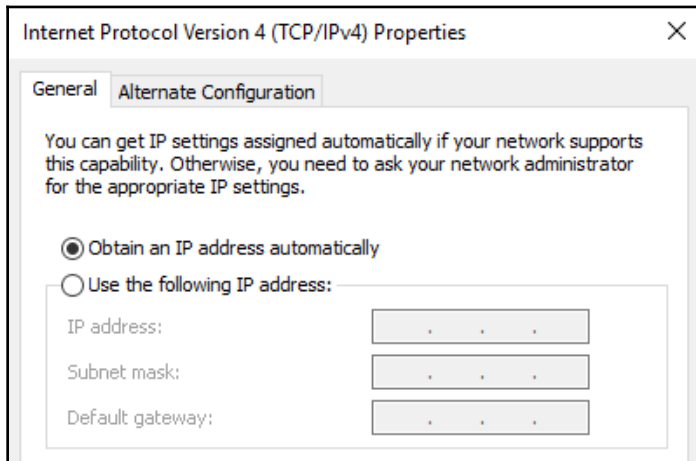 Internet Protocol Version 4 (TCP/IPv4) Properties
General
Alternate Configuration
You can get IP settings assigned automatically if your network supports
this capability. Otherwise, you need to ask your network administrator
for the appropriate IP settings.
Obtain an IP address automatically
Use the following IP address:
IP address:
. . .
Subnet mask:
. . .
Default gateway:
. . .